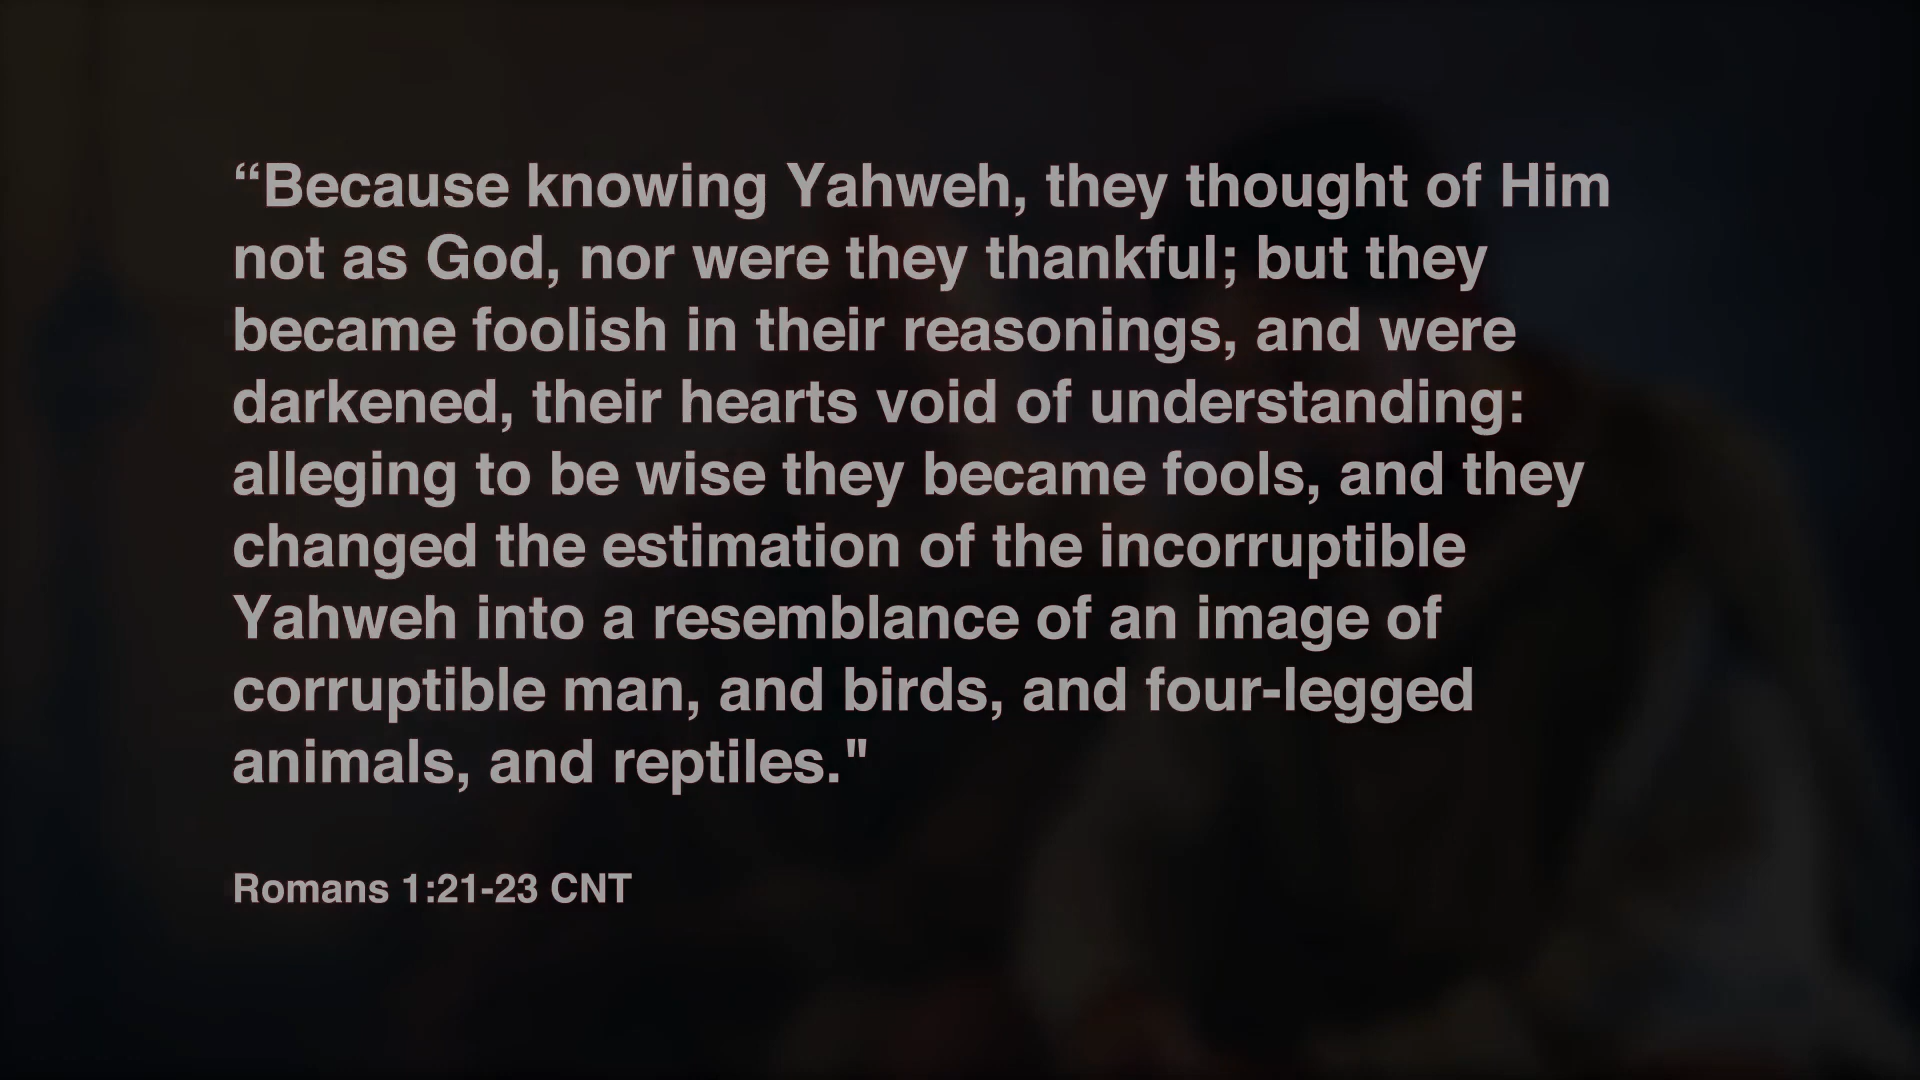 “Because knowing Yahweh, they thought of Him
not as God, nor were they thankful; but they
became foolish in their reasonings, and were
darkened, their hearts void of understanding:
alleging to be wise they became fools, and they
changed the estimation of the incorruptible
Yahweh into a resemblance of an image of
corruptible man, and birds, and four-legged
animals, and reptiles."
Romans 1:21-23 CNT